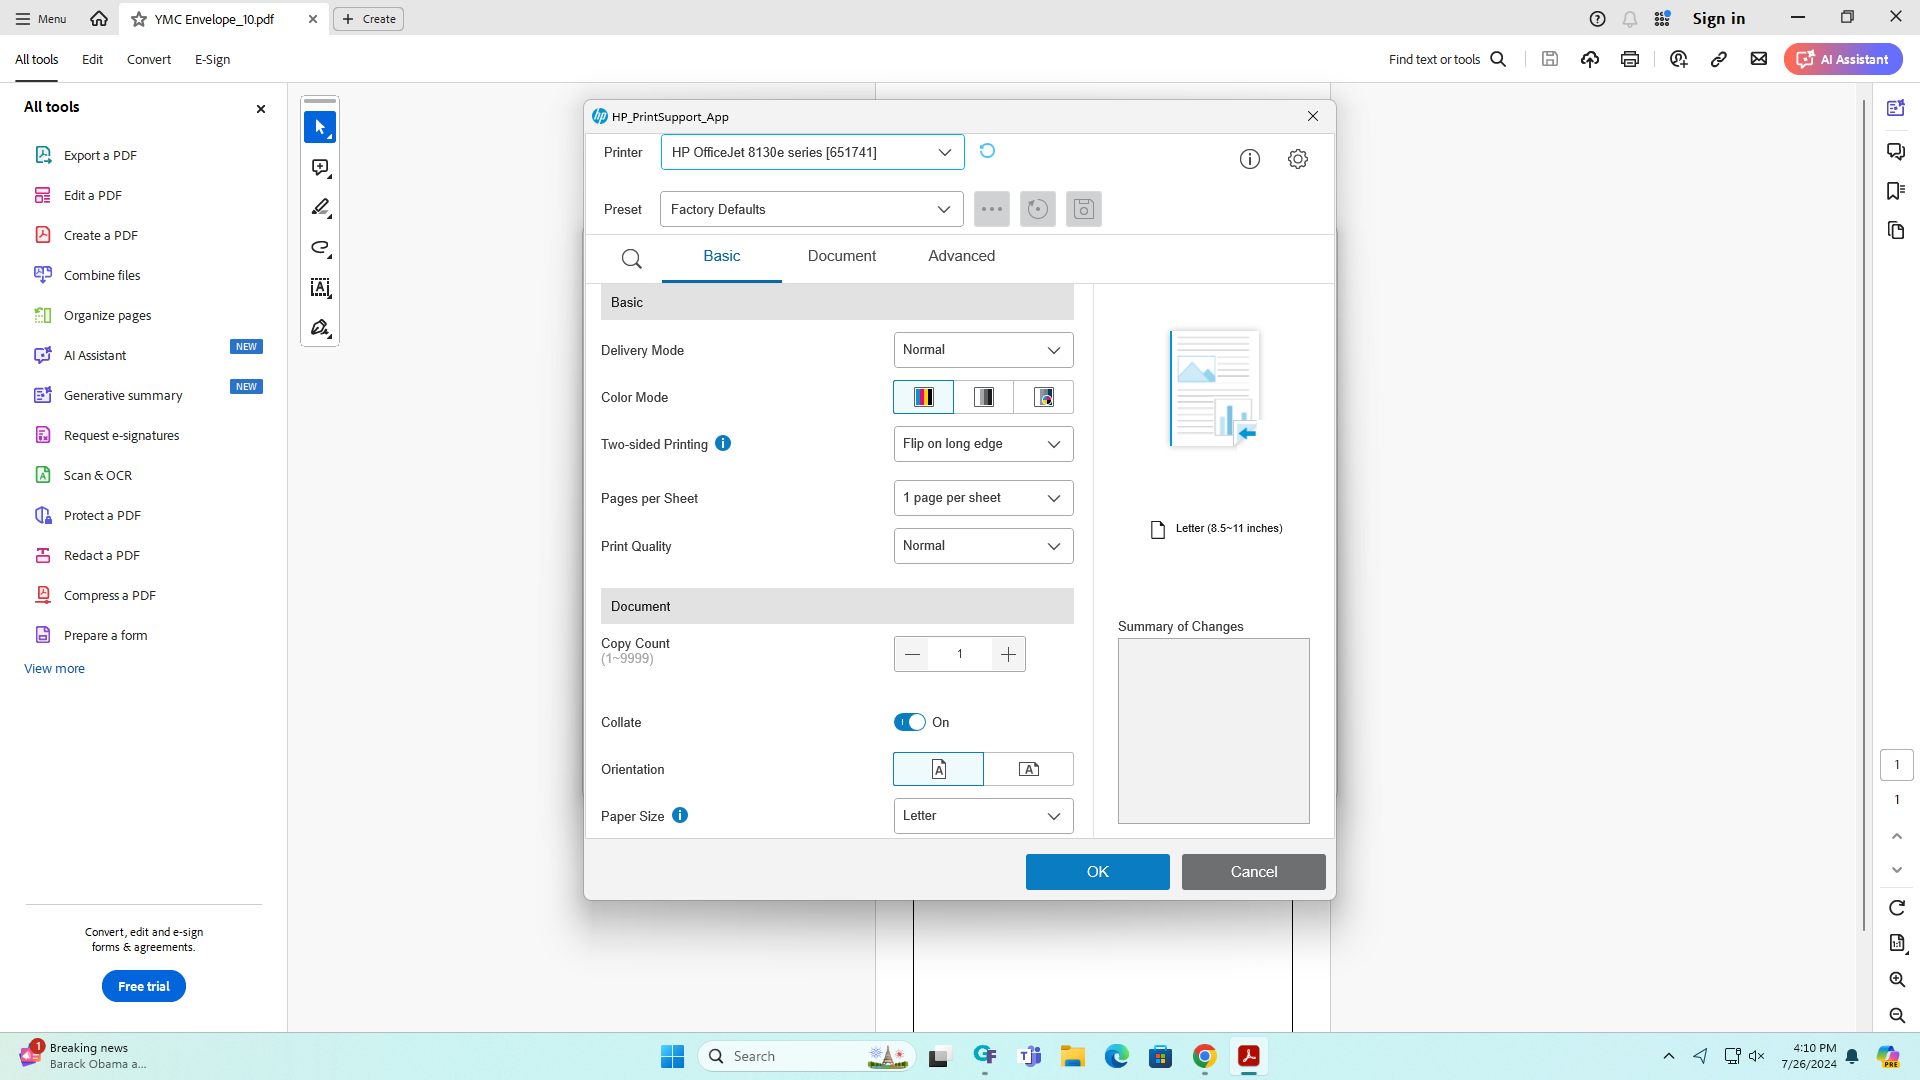 Menu
YMC Envelope_10.pdf
Create
Sign in
All tools
Edit
Convert
E-Sign
Find text or tools
AI Assistant
All tools
Export a PDF
Edit a PDF
Create a PDF
Combine files
Organize pages
AI Assistant
NEW
Generative summary
NEW
Request e-signatures
Scan & OCR
Protect a PDF
Redact a PDF
Compress a PDF
Prepare a form
View more
Convert, edit and e-sign
forms & agreements.
Free trial
HP_PrintSupport_App
Printer
HP OfficeJet 8130e series [651741]
Preset
Factory Defaults
Basic
Document
Advanced
Basic
Delivery Mode
Normal
Color Mode
Two-sided Printing
Flip on long edge
Pages per Sheet
1 page per sheet
Print Quality
Normal
Document
Copy Count
(1~9999)
1
Collate
On
Orientation
Paper Size
Letter
Letter (8.5~11 inches)
Summary of Changes
OK
Cancel
1
1
1
Breaking news
Barack Obama a...
Search
4:10 PM
7/26/2024